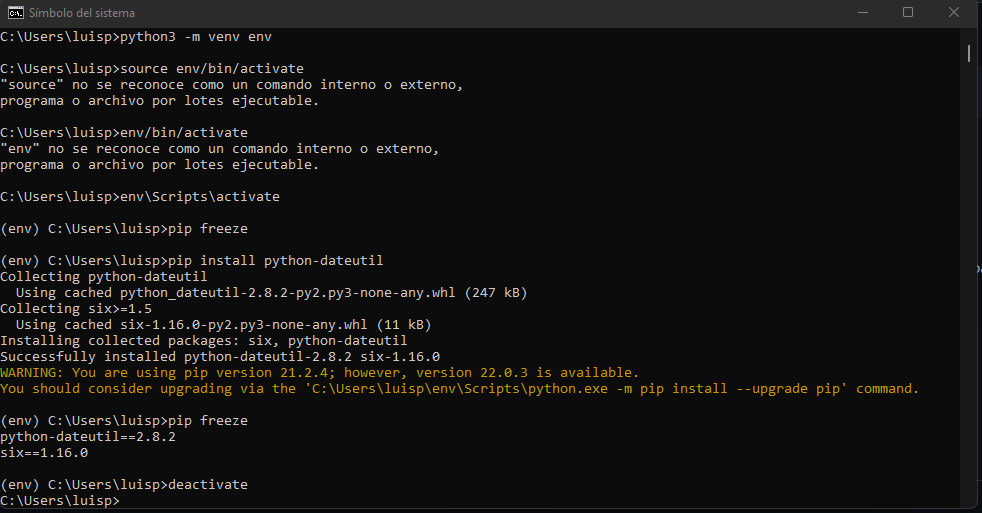 Símbolo del sistema
C:\Users\luisp>python3 -m venv env
C:\Users\luisp>source env/bin/activate
"source" no se reconoce como un comando interno o externo,
programa o archivo por lotes ejecutable.
C:\Users\luisp>env/bin/activate
"env" no se reconoce como un comando interno o externo,
programa o archivo por lotes ejecutable.
C:\Users\luisp>env\Scripts\activate
(env) C:\Users\luisp>pip freeze
(env) C:\Users\luisp>pip install python-dateutil
Collecting python-dateutil
  Using cached python_dateutil-2.8.2-py2.py3-none-any.whl (247 kB)
Collecting six>=1.5
  Using cached six-1.16.0-py2.py3-none-any.whl (11 kB)
Installing collected packages: six, python-dateutil
Successfully installed python-dateutil-2.8.2 six-1.16.0
WARNING: You are using pip version 21.2.4; however, version 22.0.3 is available.
You should consider upgrading via the 'C:\Users\luisp\env\Scripts\python.exe -m pip install --upgrade pip' command.
(env) C:\Users\luisp>pip freeze
python-dateutil==2.8.2
six==1.16.0
(env) C:\Users\luisp>deactivate
C:\Users\luisp>